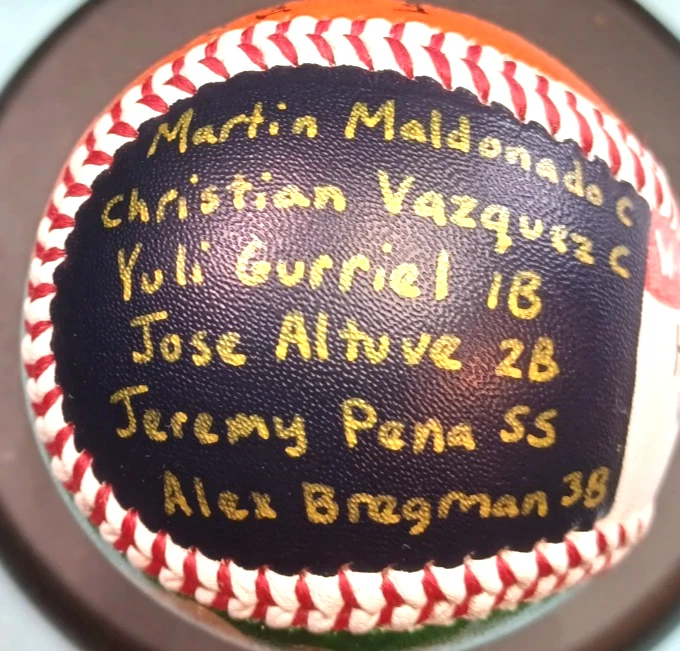 Martin Maldonado C
Christian Vazquez C
Yuli Gurriel 1B
Jose Altuve 2B
Jeremy Pena SS
Alex Bregman 3B